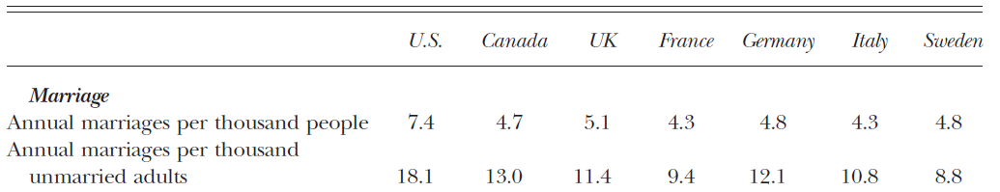 U.S. Canada UK France Germany Italy Sweden
Marriage
Annual marriages per thousand people 7.4 4.7 5.1 4.3 4.8 4.3 4.8
Annual marriages per thousand
unmarried adults 18.1 13.0 11.4 9.4 12.1 10.8 8.8